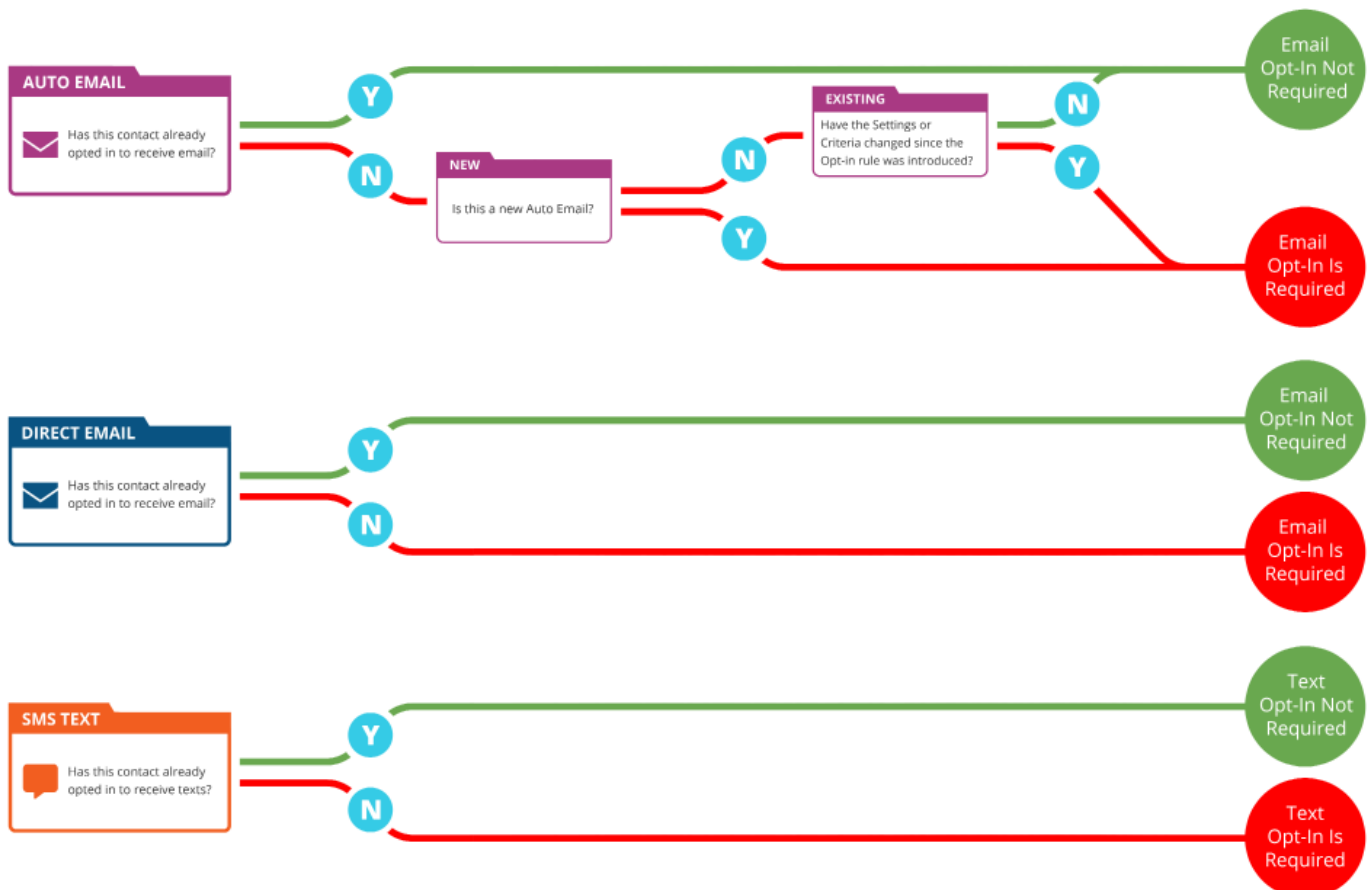 AUTO EMAIL
Has this contact already
opted in to receive email?
Y
N
NEW
Is this a new Auto Email?
N
Y
EXISTING
Have the Settings or
Criteria changed since the
Opt-in rule was introduced?
N
Y
Email
Opt-In Not
Required
Email
Opt-In Is
Required
DIRECT EMAIL
Has this contact already
opted in to receive email?
Y
N
Email
Opt-In Not
Required
Email
Opt-In Is
Required
SMS TEXT
Has this contact already
opted in to receive texts?
Y
N
Text
Opt-In Not
Required
Text
Opt-In Is
Required